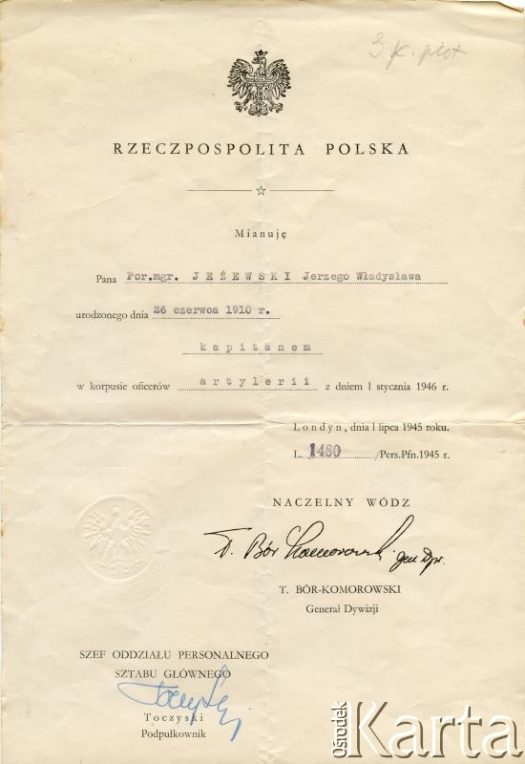 3 p. plot
RZECZPOSPOLITA POLSKA
Mianuję
Pana Por.mgr. JEŻEWSKI Jerzego Władysława
urodzonego dnia 26 czerwca 1910 r.
kapitanem
w korpusie oficerów artylerii z dniem 1 stycznia 1946 r.
Londyn, dnia 1 lipca 1945 roku.
L. 1480 /Pers.Pfn.1945 r.
NACZELNY WÓDZ
T. Bór Komorowski gen Dyw.
T. BÓR-KOMOROWSKI
Generał Dywizji
SZEF ODDZIAŁU PERSONALNEGO
SZTABU GŁÓWNEGO
Toczyski
Podpułkownik
Ośrodek Karta